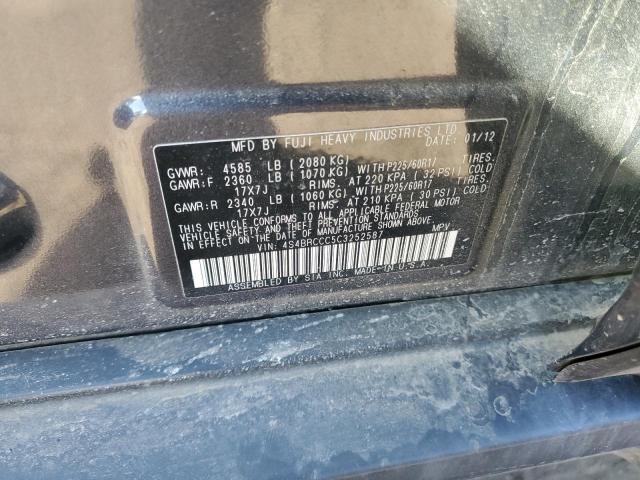 MFD BY FUJI HEAVY INDUSTRIES LTD.
DATE: 01/12
GVWR: 4585 LB ( 2080 KG)
GAWR:F 2360 LB ( 1070 KG) WITH P225/60R17 TIRES.
17X7J RIMS. AT 220 KPA ( 32 PSI) COLD
GAWR:R 2340 LB ( 1060 KG) WITH P225/60R17 TIRES.
17X7J RIMS. AT 210 KPA ( 30 PSI) COLD
THIS VEHICLE CONFORMS TO ALL APPLICABLE FEDERAL MOTOR
VEHICLE SAFETY AND THEFT PREVENTION STANDARDS
IN EFFECT ON THE DATE OF MANUFACTURE SHOWN ABOVE.
VIN: 4S4BRCCC5C3252587 MPV
ASSEMBLED BY SIA INC. MADE IN U.S.A.